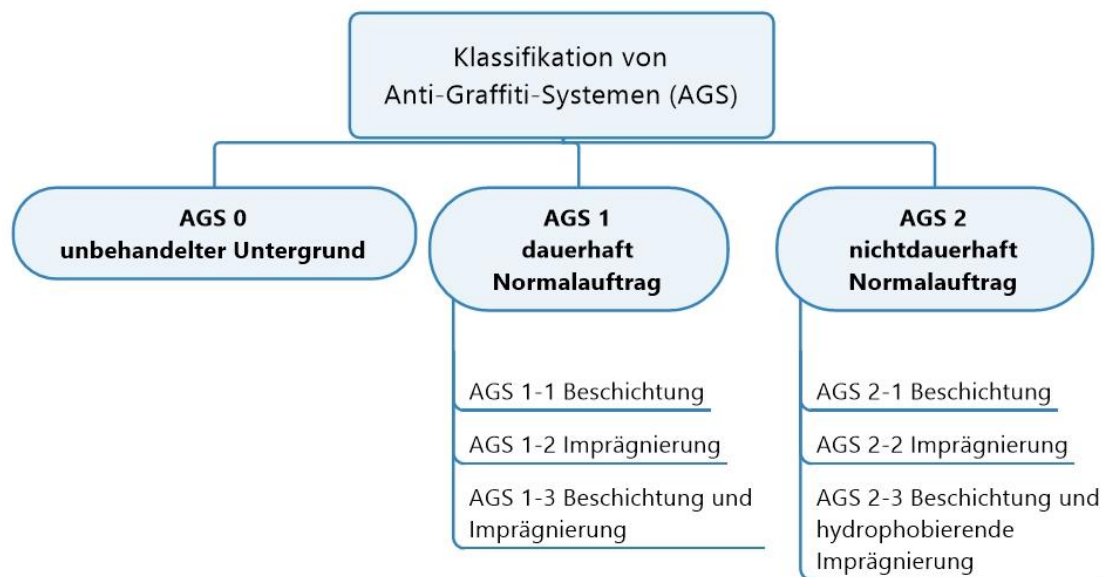 Klassifikation von
Anti-Graffiti-Systemen (AGS)
AGS 0
unbehandelter Untergrund
AGS 1
dauerhaft
Normalauftrag
AGS 2
nichtdauerhaft
Normalauftrag
AGS 1-1 Beschichtung
AGS 1-2 Imprägnierung
AGS 1-3 Beschichtung und
Imprägnierung
AGS 2-1 Beschichtung
AGS 2-2 Imprägnierung
AGS 2-3 Beschichtung und
hydrophobierende
Imprägnierung